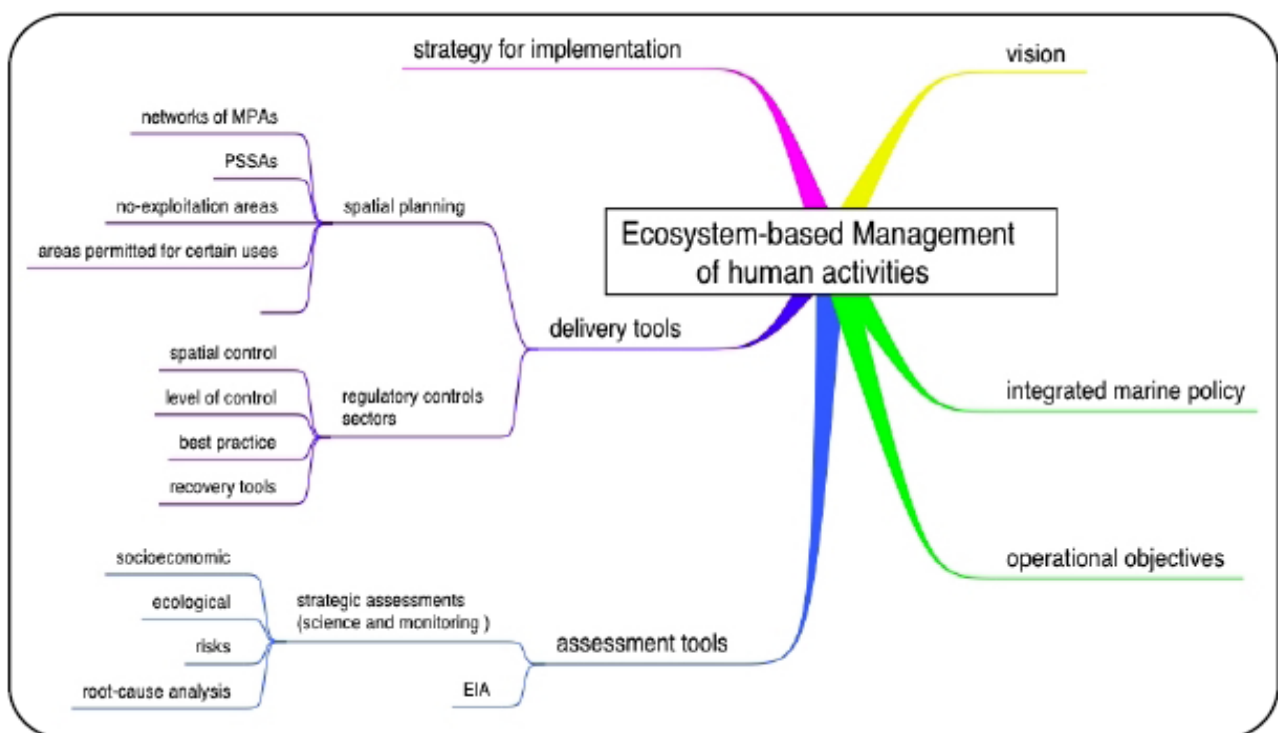 strategy for implementation
vision
networks of MPAs
PSSAs
no-exploitation areas
areas permitted for certain uses
spatial planning
Ecosystem-based Management
of human activities
delivery tools
spatial control
level of control
best practice
recovery tools
regulatory controls
sectors
integrated marine policy
operational objectives
socioeconomic
ecological
risks
root-cause analysis
strategic assessments
(science and monitoring )
EIA
assessment tools